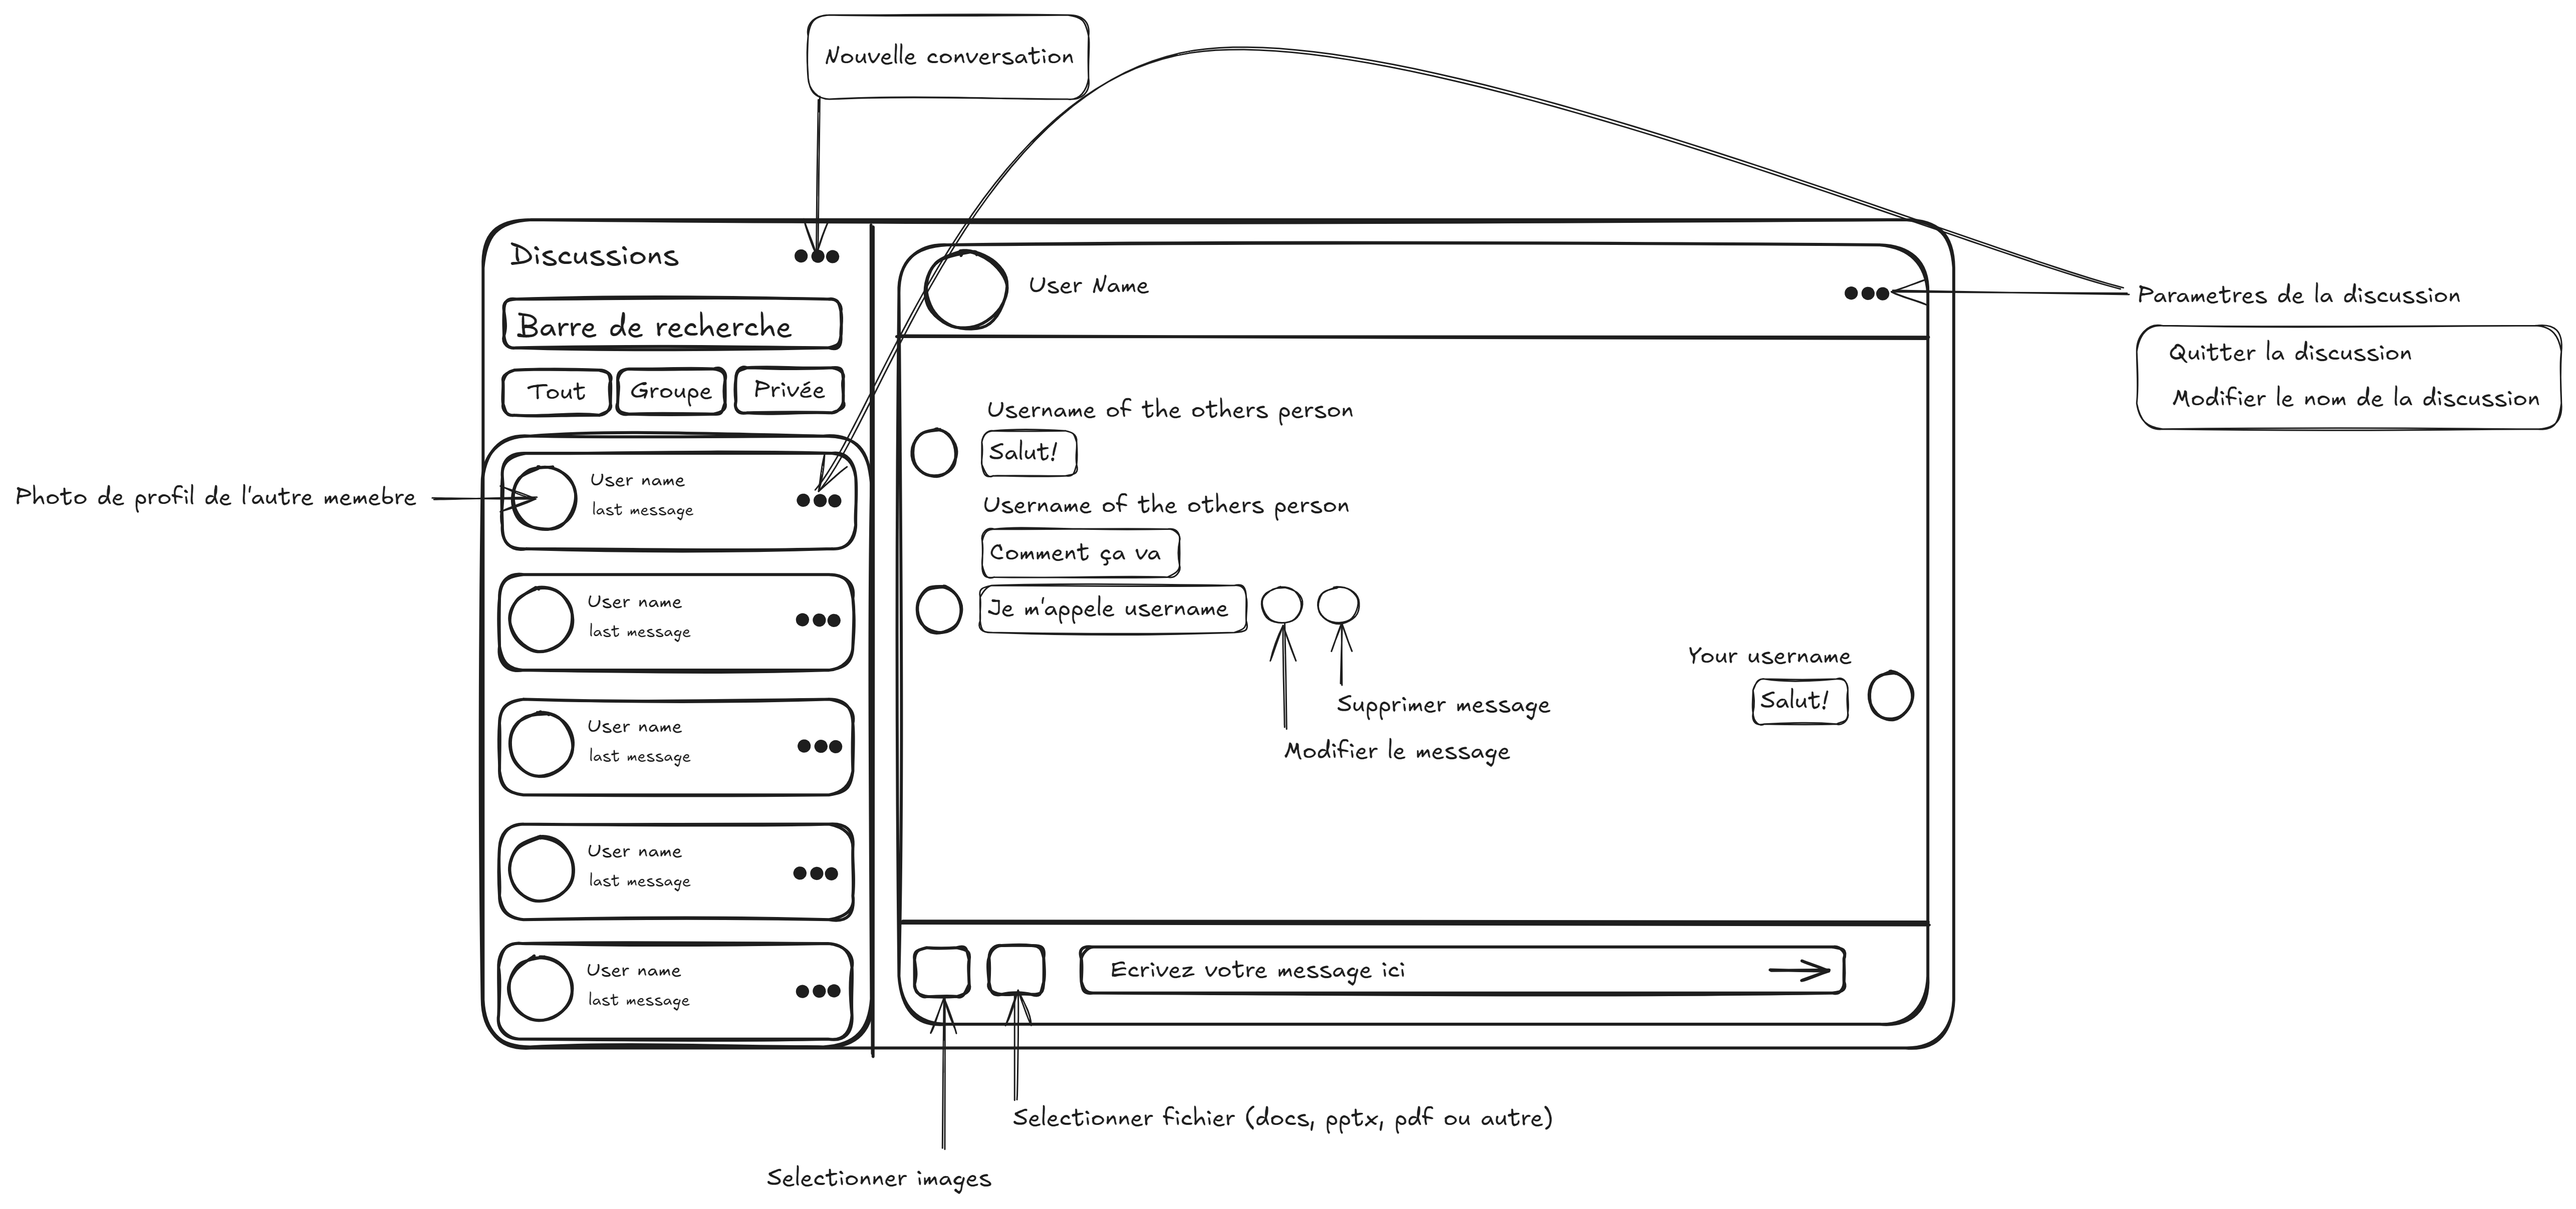 Nouvelle conversation
Discussions
Barre de recherche
Tout
Groupe
Privée
Photo de profil de l'autre memebre
User name
last message
User name
last message
User name
last message
User name
last message
User name
last message
User Name
Parametres de la discussion
Quitter la discussion
Modifier le nom de la discussion
Username of the others person
Salut!
Username of the others person
Comment ça va
Je m'appele username
Supprimer message
Modifier le message
Your username
Salut!
Ecrivez votre message ici
Selectionner fichier (docs, pptx, pdf ou autre)
Selectionner images